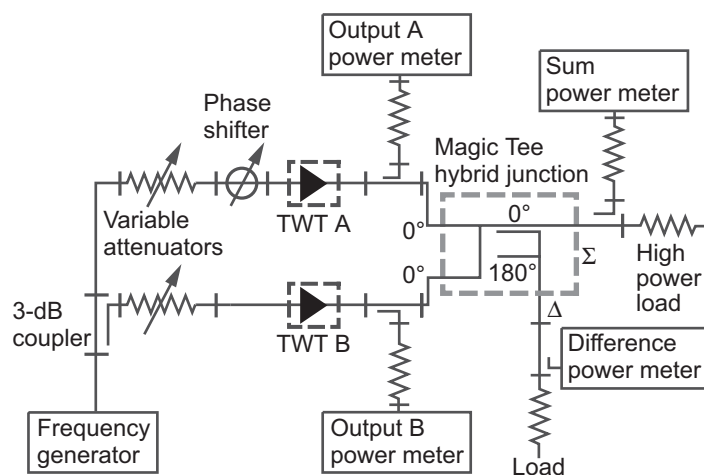 Output A
power meter
Sum
power meter
Phase
shifter
Magic Tee
hybrid junction
Variable
attenuators
TWT A
0°
0°
0°
180°
Σ
Δ
High
power
load
3-dB
coupler
TWT B
Difference
power meter
Frequency
generator
Output B
power meter
Load